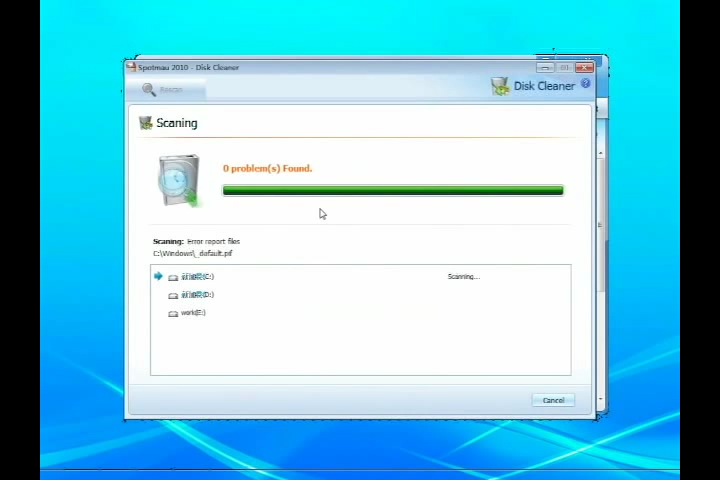 Spotmau 2010 - Disk Cleaner
Rescan
Disk Cleaner
Scaning
0 problem(s) Found.
Scaning: Error report files
C:\Windows\_default.pif
(C:) Scanning...
(D:)
work(E:)
Cancel